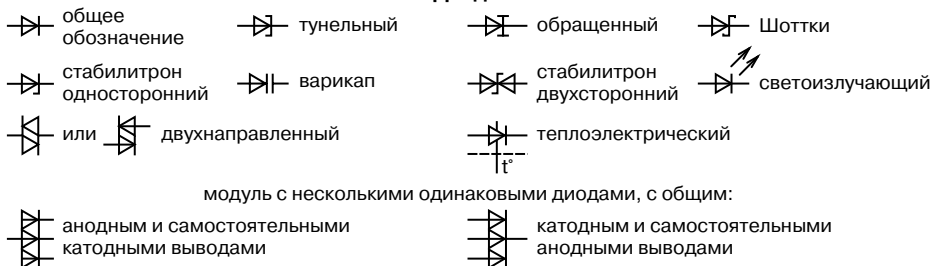 общее
обозначение
тунельный
обращенный
Шоттки
стабилитрон
односторонний
варикап
стабилитрон
двухсторонний
светоизлучающий
или
двухнаправленный
теплоэлектрический
t°
модуль с несколькими одинаковыми диодами, с общим:
анодным и самостоятельными
катодными выводами
катодным и самостоятельными
анодными выводами